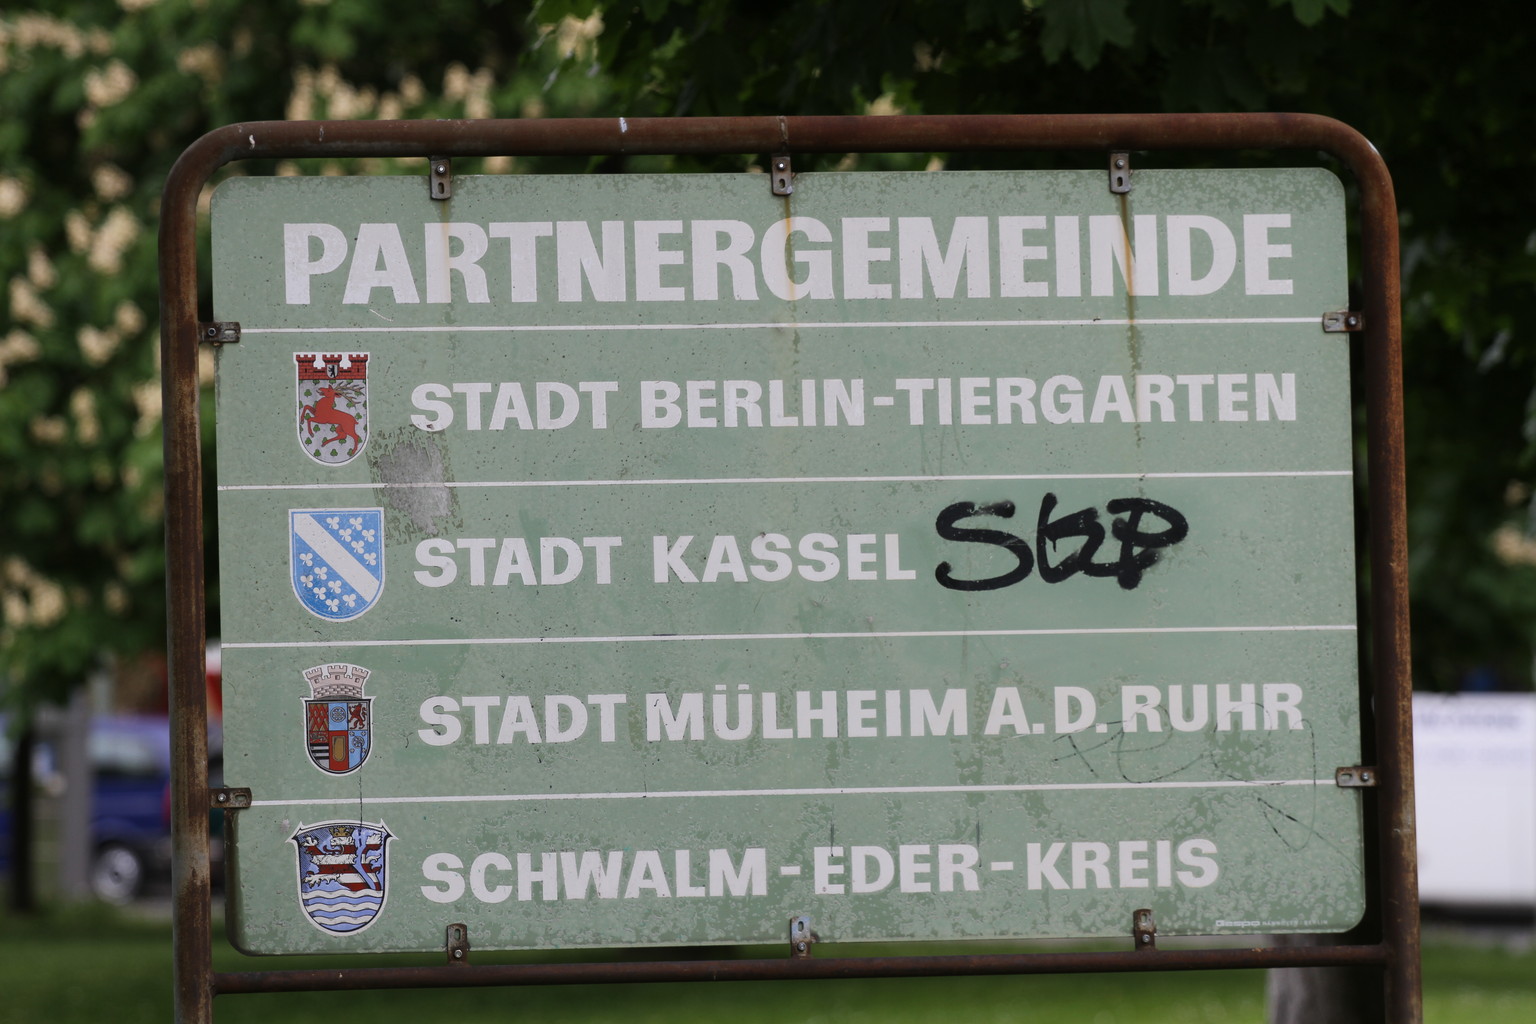 PARTNERGEMEINDE
STADT BERLIN-TIERGARTEN
STADT KASSEL
STADT MÜLHEIM A.D. RUHR
SCHWALM-EDER-KREIS